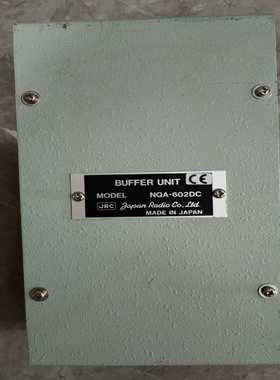 BUFFER UNIT CE
MODEL NQA-602DC
JRC Japan Radio Co., Ltd.
MADE IN JAPAN